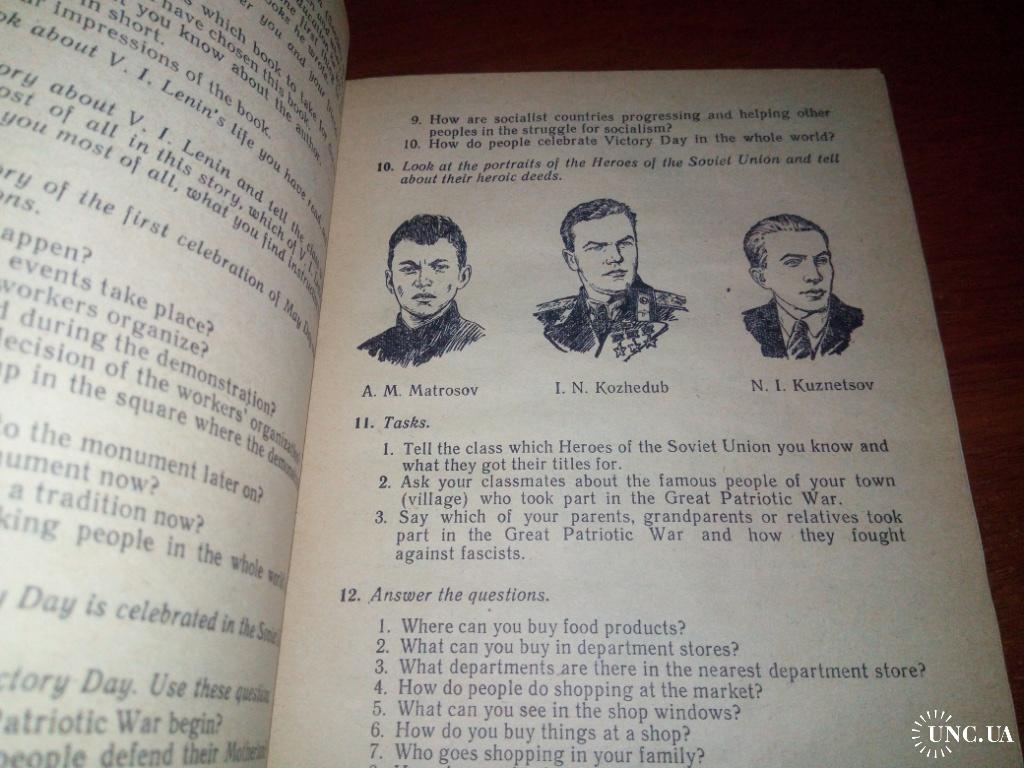 which book to take for
have chosen this book.
you know about the author.
in short.
impressions of the book.
about V. I. Lenin's life you have read.
ory about V. I. Lenin and tell the class
ost of all in this story, which of V. I.
you most of all, what you find
ory of the first celebration of May Day
ons.
appen?
events take place?
workers organize?
d during the demonstration?
decision of the workers'
up in the square where the
to the monument later on?
nument now?
a tradition now?
king people in the whole
y Day is celebrated in the
ctory Day. Use these
Patriotic War begin?
people defend their
9. How are socialist countries progressing and helping other
peoples in the struggle for socialism?
10. How do people celebrate Victory Day in the whole world?
10. Look at the portraits of the Heroes of the Soviet Union and tell
about their heroic deeds.
A. M. Matrosov
I. N. Kozhedub
N. I. Kuznetsov
11. Tasks.
1. Tell the class which Heroes of the Soviet Union you know and
what they got their titles for.
2. Ask your classmates about the famous people of your town
(village) who took part in the Great Patriotic War.
3. Say which of your parents, grandparents or relatives took
part in the Great Patriotic War and how they fought
against fascists.
12. Answer the questions.
1. Where can you buy food products?
2. What can you buy in department stores?
3. What departments are there in the nearest department store?
4. How do people do shopping at the market?
5. What can you see in the shop windows?
6. How do you buy things at a shop?
7. Who goes shopping in your family?
UNC.UA